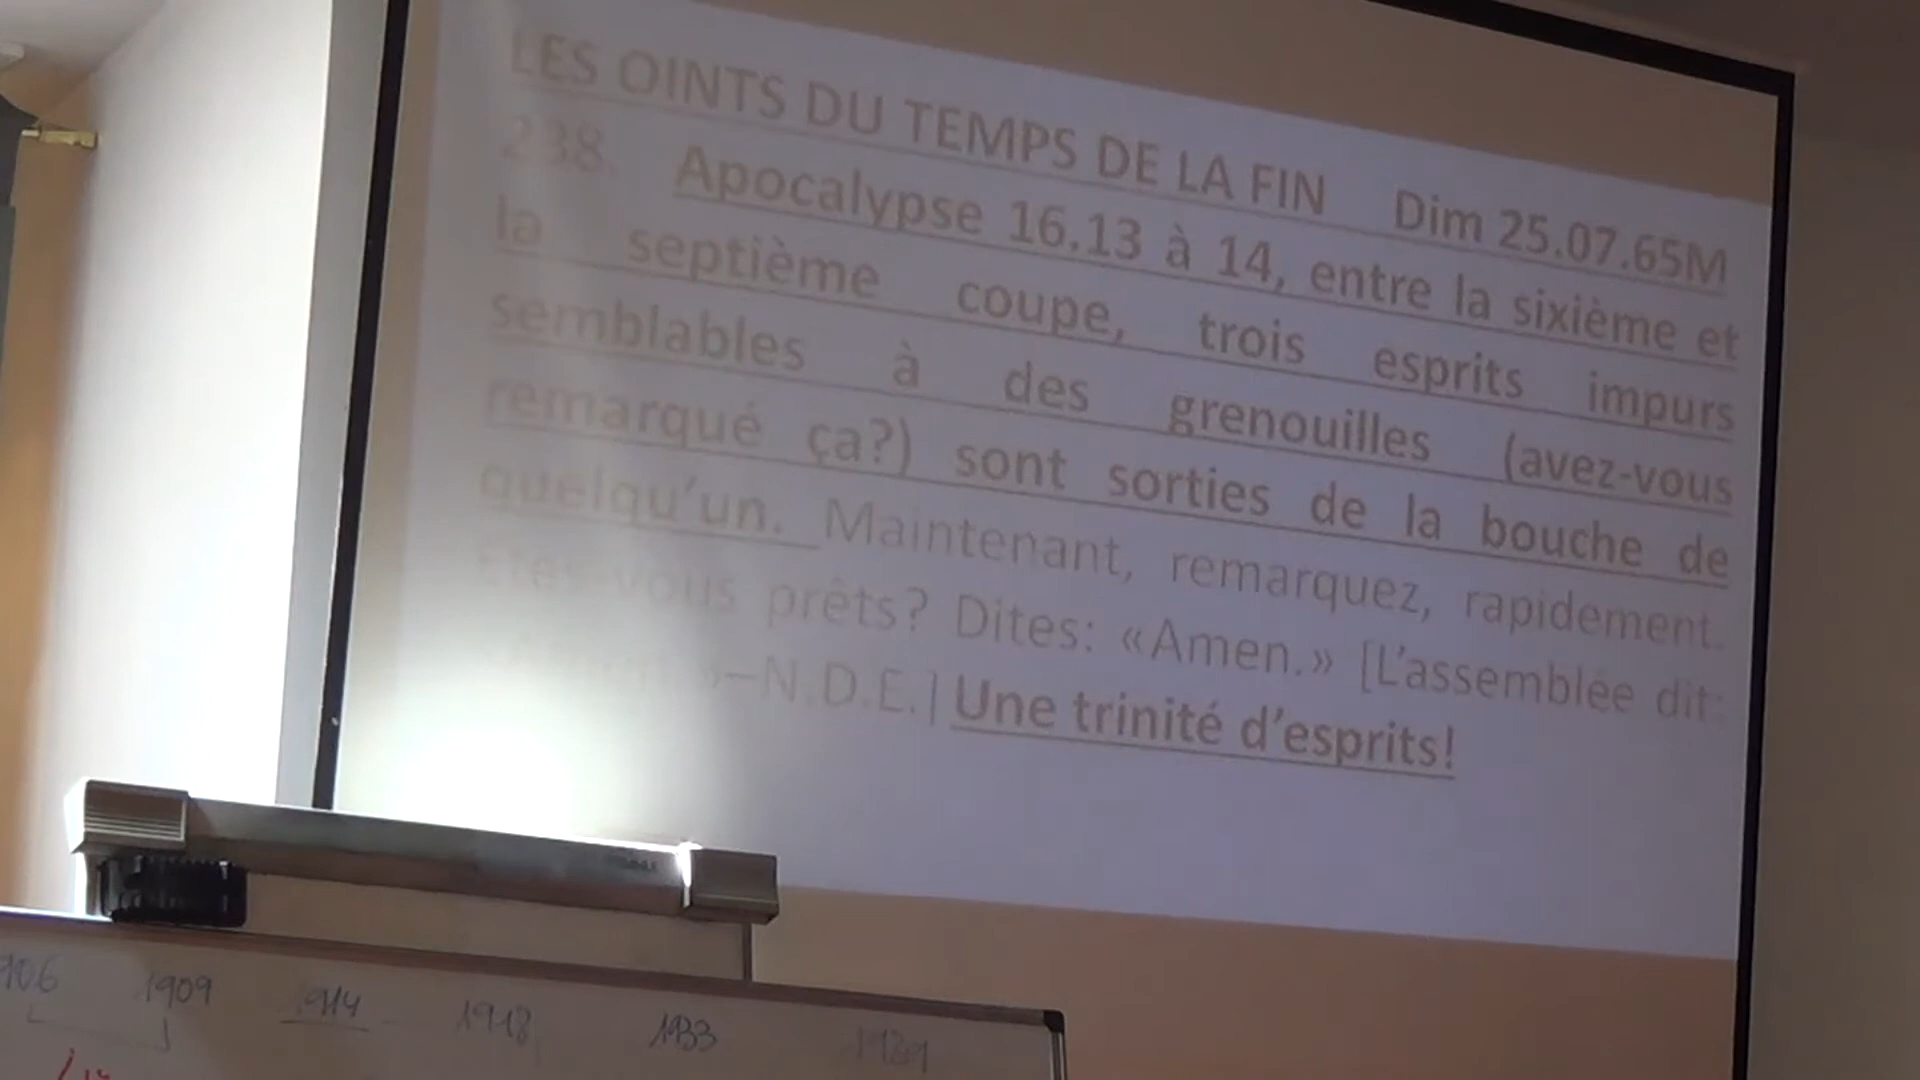 LES OINTS DU TEMPS DE LA FIN Dim 25.07.65M
238. Apocalypse 16.13 à 14, entre la sixième et
la septième coupe, trois esprits impurs
semblables à des grenouilles (avez-vous
remarqué ça?) sont sorties de la bouche de
quelqu'un. Maintenant, remarquez, rapidement.
Etes-vous prêts? Dites: «Amen.» [L'assemblée dit:
–N.D.E.] Une trinité d'esprits!
1909 1914 1918 1933